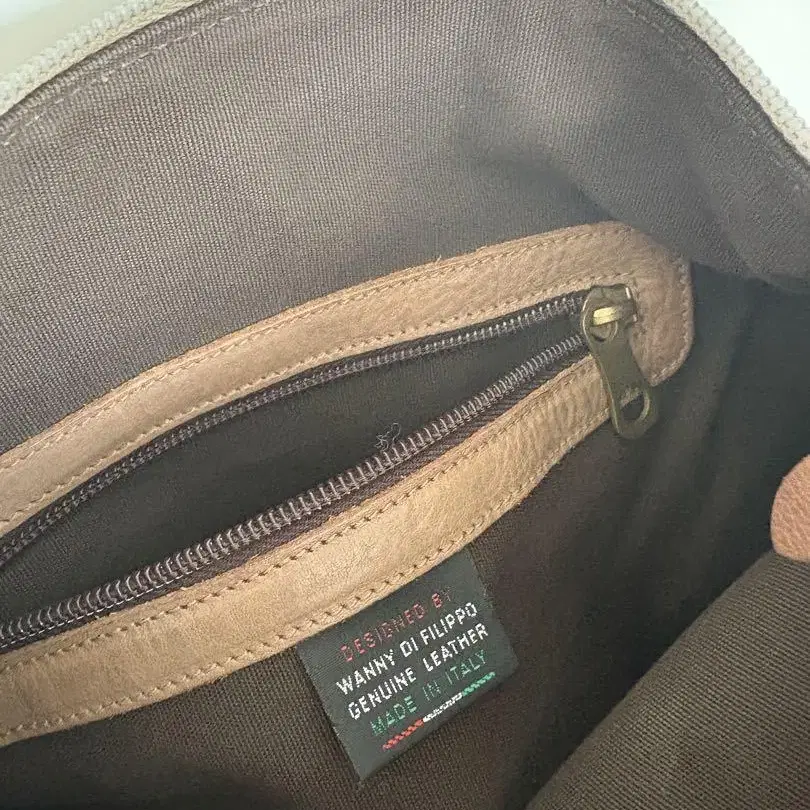 DESIGNED BY
WANNY DI FILIPPO
GENUINE LEATHER
MADE IN ITALY